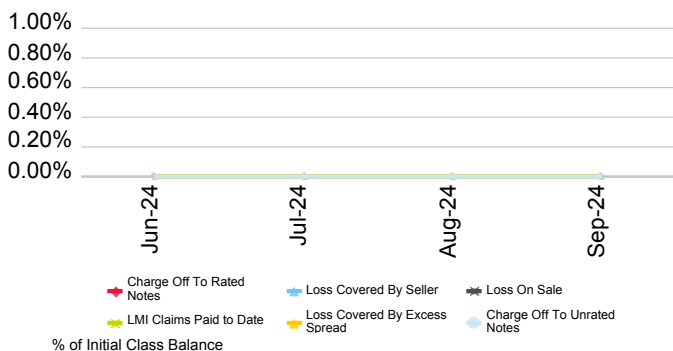 1.00%
0.80%
0.60%
0.40%
0.20%
0.00%
Jun-24
Jul-24
Aug-24
Sep-24
Charge Off To Rated
Notes
Loss Covered By Seller
Loss On Sale
LMI Claims Paid to Date
Loss Covered By Excess
Spread
Charge Off To Unrated
Notes
% of Initial Class Balance